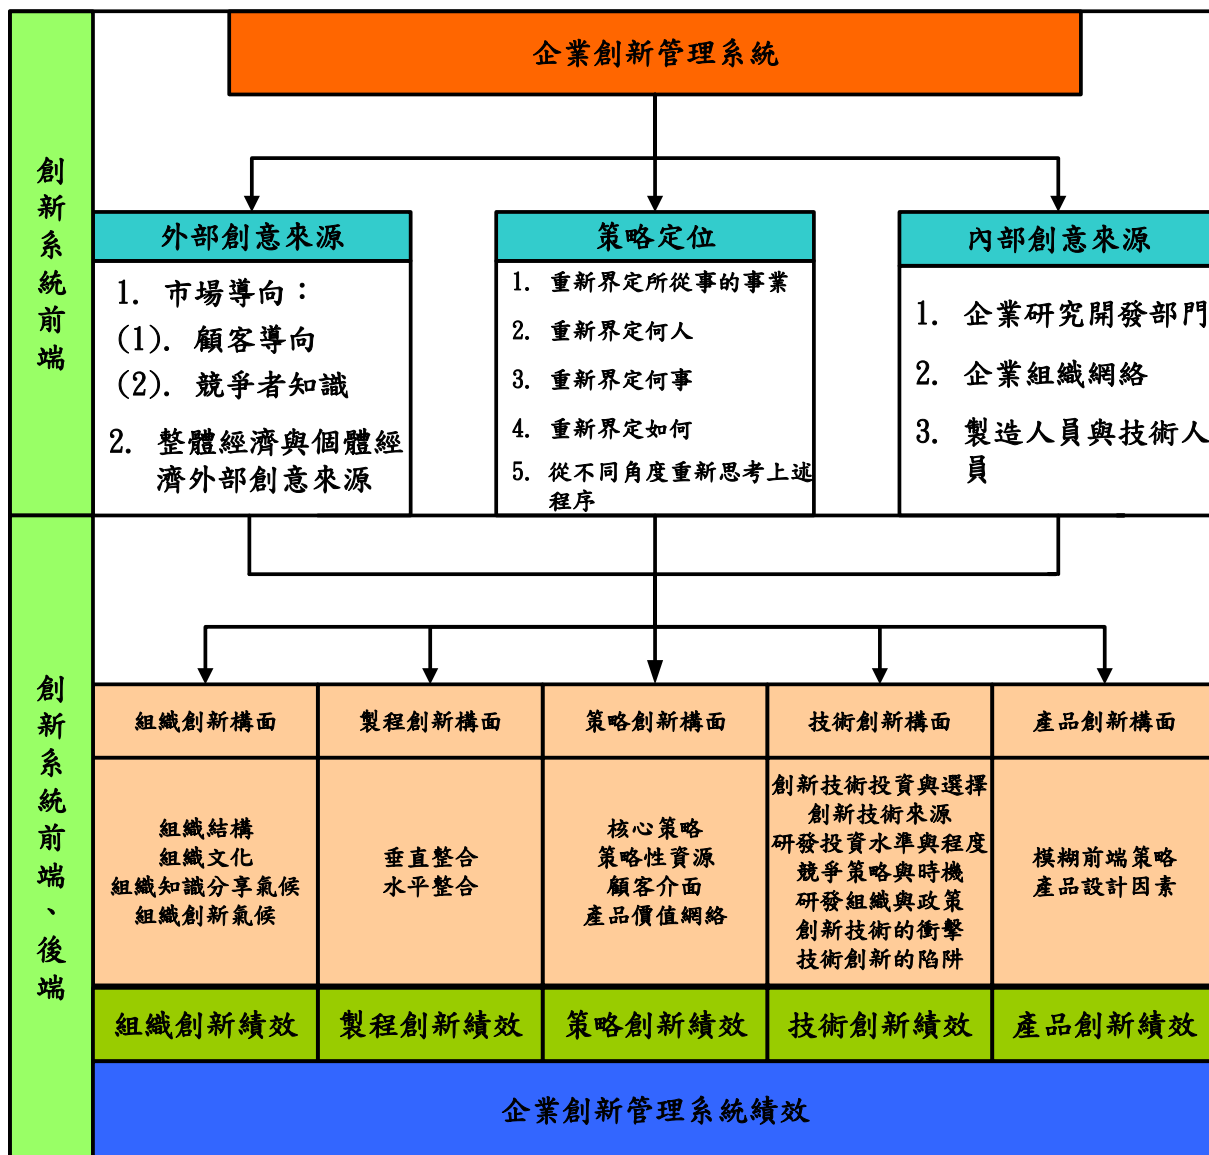 企業創新管理系統
創新系統前端
外部創意來源
1. 市場導向：
(1). 顧客導向
(2). 競爭者知識
2. 整體經濟與個體經
濟外部創意來源
策略定位
1. 重新界定所從事的事業
2. 重新界定何人
3. 重新界定何事
4. 重新界定如何
5. 從不同角度重新思考上述
程序
內部創意來源
1. 企業研究開發部門
2. 企業組織網絡
3. 製造人員與技術人
員
創新系統前端、後端
組織創新構面
組織結構
組織文化
組織知識分享氣候
組織創新氣候
組織創新績效
製程創新構面
垂直整合
水平整合
製程創新績效
策略創新構面
核心策略
策略性資源
顧客介面
產品價值網絡
策略創新績效
技術創新構面
創新技術投資與選擇
創新技術來源
研發投資水準與程度
競爭策略與時機
研發組織與政策
創新技術的衝擊
技術創新的陷阱
技術創新績效
產品創新構面
模糊前端策略
產品設計因素
產品創新績效
企業創新管理系統績效